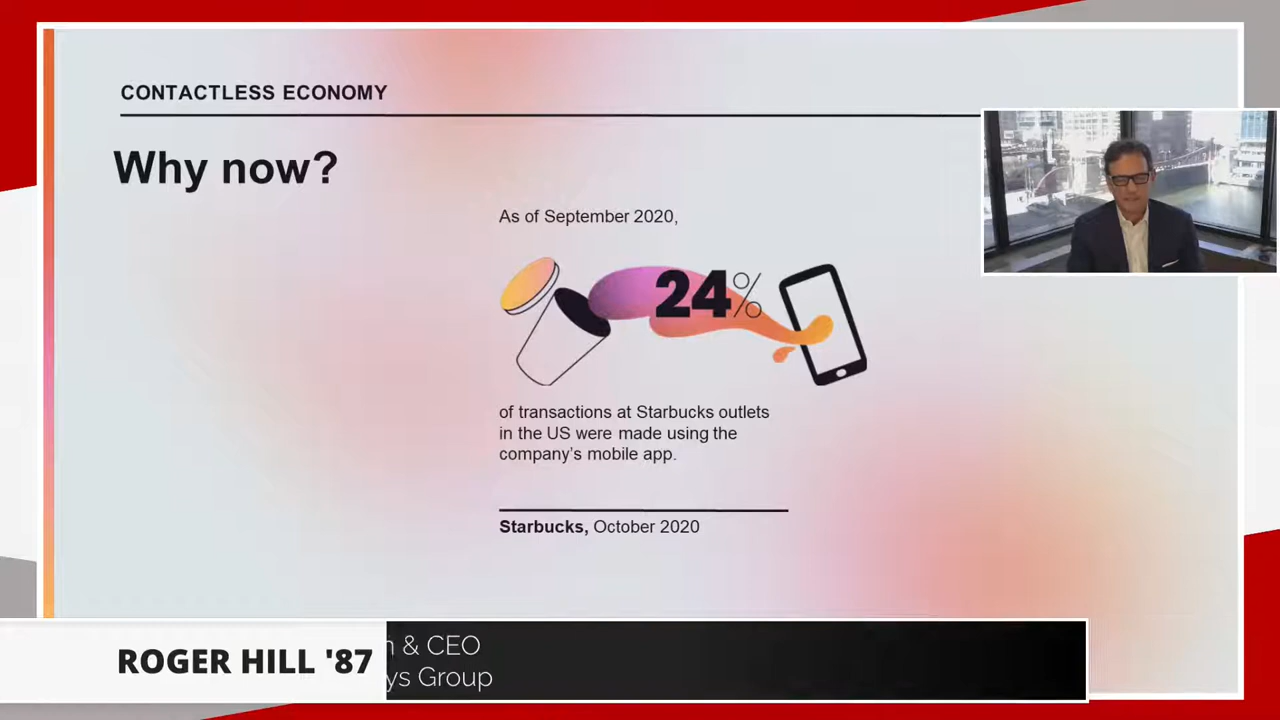 CONTACTLESS ECONOMY
Why now?
As of September 2020,
24%
of transactions at Starbucks outlets
in the US were made using the
company's mobile app.
Starbucks, October 2020
ROGER HILL '87
& CEO
Group